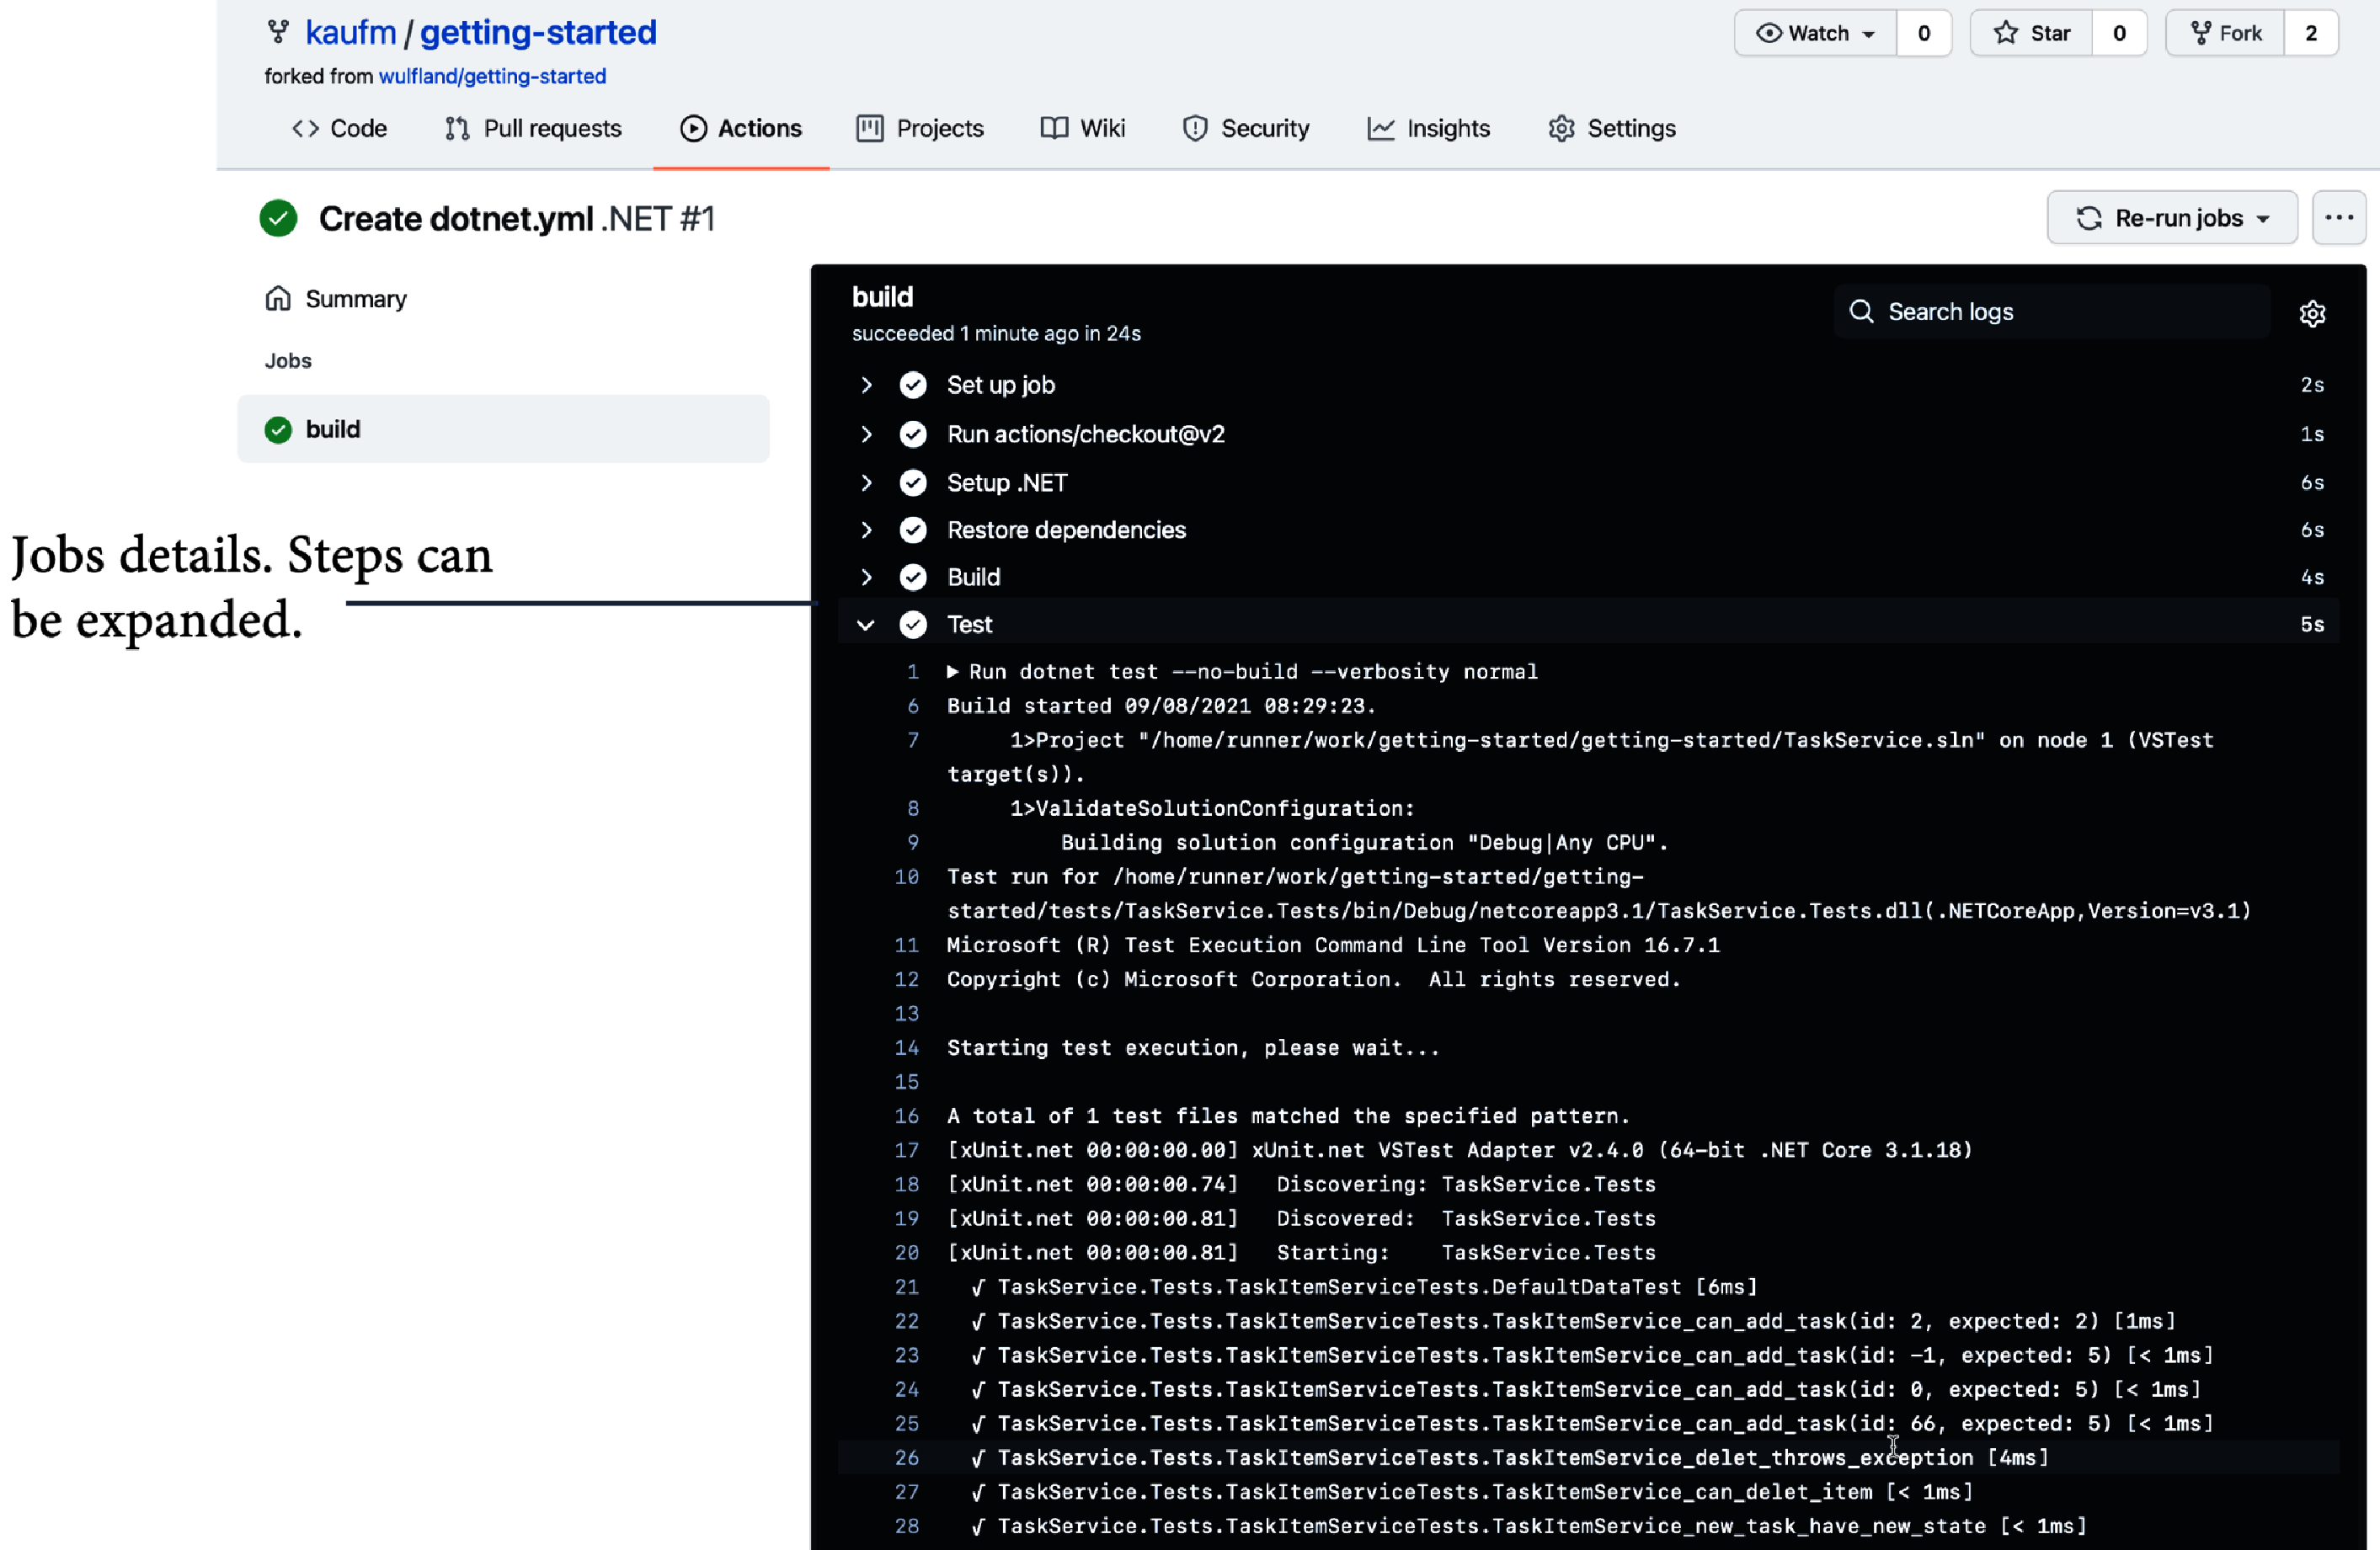 kaufm / getting-started
Watch 0 Star 0 Fork 2
forked from wulfland/getting-started
Code Pull requests Actions Projects Wiki Security Insights Settings
Create dotnet.yml .NET #1
Re-run jobs ...
Summary
Jobs
build
Jobs details. Steps can
be expanded.
build
succeeded 1 minute ago in 24s
Search logs
Set up job 2s
Run actions/checkout@v2 1s
Setup .NET 6s
Restore dependencies 6s
Build 4s
Test 5s
1 ▶ Run dotnet test --no-build --verbosity normal
6 Build started 09/08/2021 08:29:23.
7 1>Project "/home/runner/work/getting-started/getting-started/TaskService.sln" on node 1 (VSTest
target(s)).
8 1>ValidateSolutionConfiguration:
9 Building solution configuration "Debug|Any CPU".
10 Test run for /home/runner/work/getting-started/getting-
started/tests/TaskService.Tests/bin/Debug/netcoreapp3.1/TaskService.Tests.dll(.NETCoreApp,Version=v3.1)
11 Microsoft (R) Test Execution Command Line Tool Version 16.7.1
12 Copyright (c) Microsoft Corporation.  All rights reserved.
13
14 Starting test execution, please wait...
15
16 A total of 1 test files matched the specified pattern.
17 [xUnit.net 00:00:00.00] xUnit.net VSTest Adapter v2.4.0 (64-bit .NET Core 3.1.18)
18 [xUnit.net 00:00:00.74]   Discovering: TaskService.Tests
19 [xUnit.net 00:00:00.81]   Discovered:  TaskService.Tests
20 [xUnit.net 00:00:00.81]   Starting:    TaskService.Tests
21 √ TaskService.Tests.TaskItemServiceTests.DefaultDataTest [6ms]
22 √ TaskService.Tests.TaskItemServiceTests.TaskItemService_can_add_task(id: 2, expected: 2) [1ms]
23 √ TaskService.Tests.TaskItemServiceTests.TaskItemService_can_add_task(id: -1, expected: 5) [< 1ms]
24 √ TaskService.Tests.TaskItemServiceTests.TaskItemService_can_add_task(id: 0, expected: 5) [< 1ms]
25 √ TaskService.Tests.TaskItemServiceTests.TaskItemService_can_add_task(id: 66, expected: 5) [< 1ms]
26 √ TaskService.Tests.TaskItemServiceTests.TaskItemService_delet_throws_exception [4ms]
27 √ TaskService.Tests.TaskItemServiceTests.TaskItemService_can_delet_item [< 1ms]
28 √ TaskService.Tests.TaskItemServiceTests.TaskItemService_new_task_have_new_state [< 1ms]